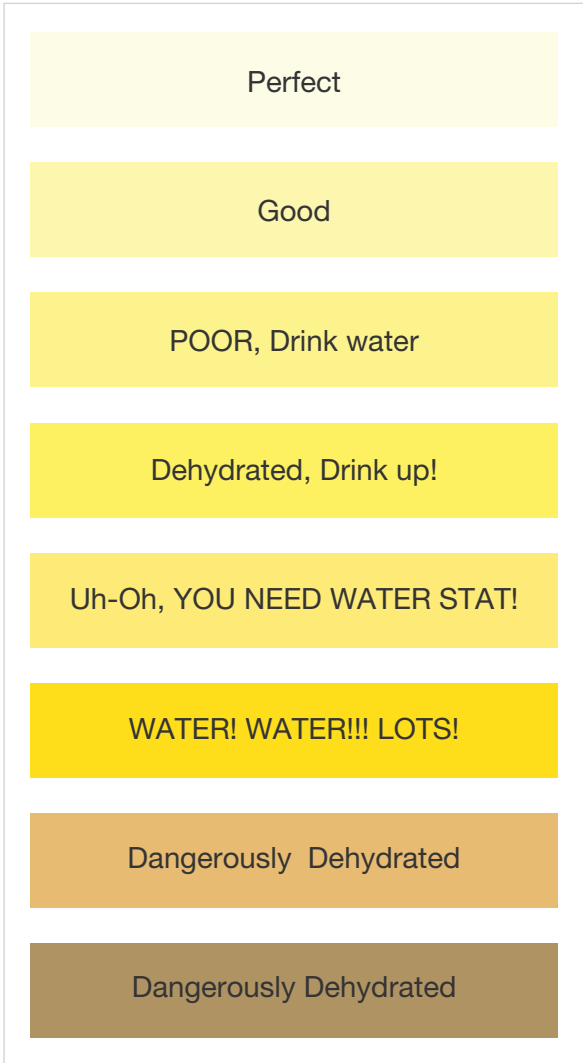 Perfect
Good
POOR, Drink water
Dehydrated, Drink up!
Uh-Oh, YOU NEED WATER STAT!
WATER! WATER!!! LOTS!
Dangerously  Dehydrated
Dangerously Dehydrated